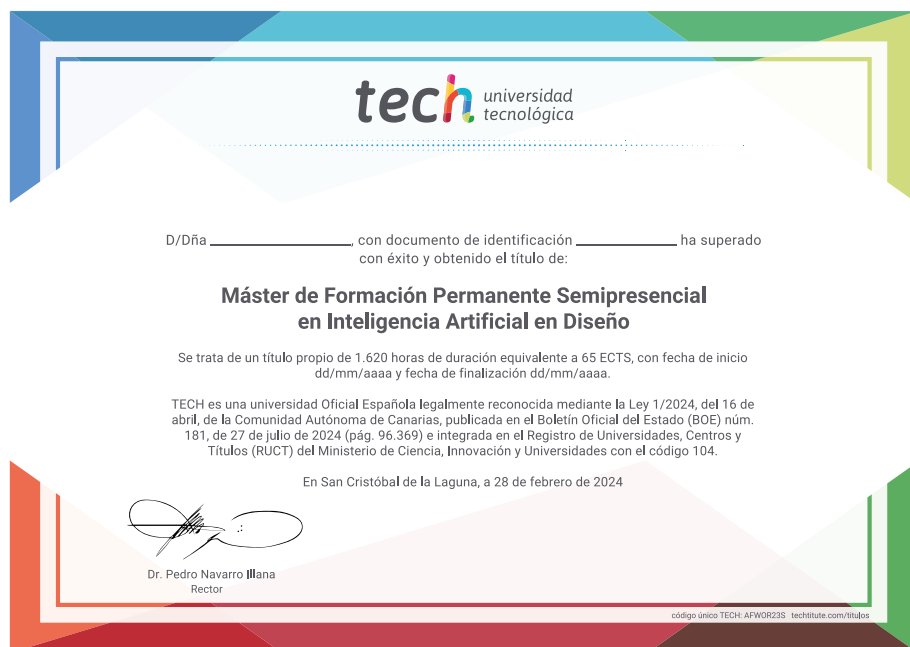 tech universidad
tecnológica
D/Dña ______________, con documento de identificación __________ ha superado
con éxito y obtenido el título de:
Máster de Formación Permanente Semipresencial
en Inteligencia Artificial en Diseño
Se trata de un título propio de 1.620 horas de duración equivalente a 65 ECTS, con fecha de inicio
dd/mm/aaaa y fecha de finalización dd/mm/aaaa.
TECH es una universidad Oficial Española legalmente reconocida mediante la Ley 1/2024, del 16 de
abril, de la Comunidad Autónoma de Canarias, publicada en el Boletín Oficial del Estado (BOE) núm.
181, de 27 de julio de 2024 (pág. 96.369) e integrada en el Registro de Universidades, Centros y
Títulos (RUCT) del Ministerio de Ciencia, Innovación y Universidades con el código 104.
En San Cristóbal de la Laguna, a 28 de febrero de 2024
Dr. Pedro Navarro Illana
Rector
código único TECH: AFWOR23S techtitute.com/titulos